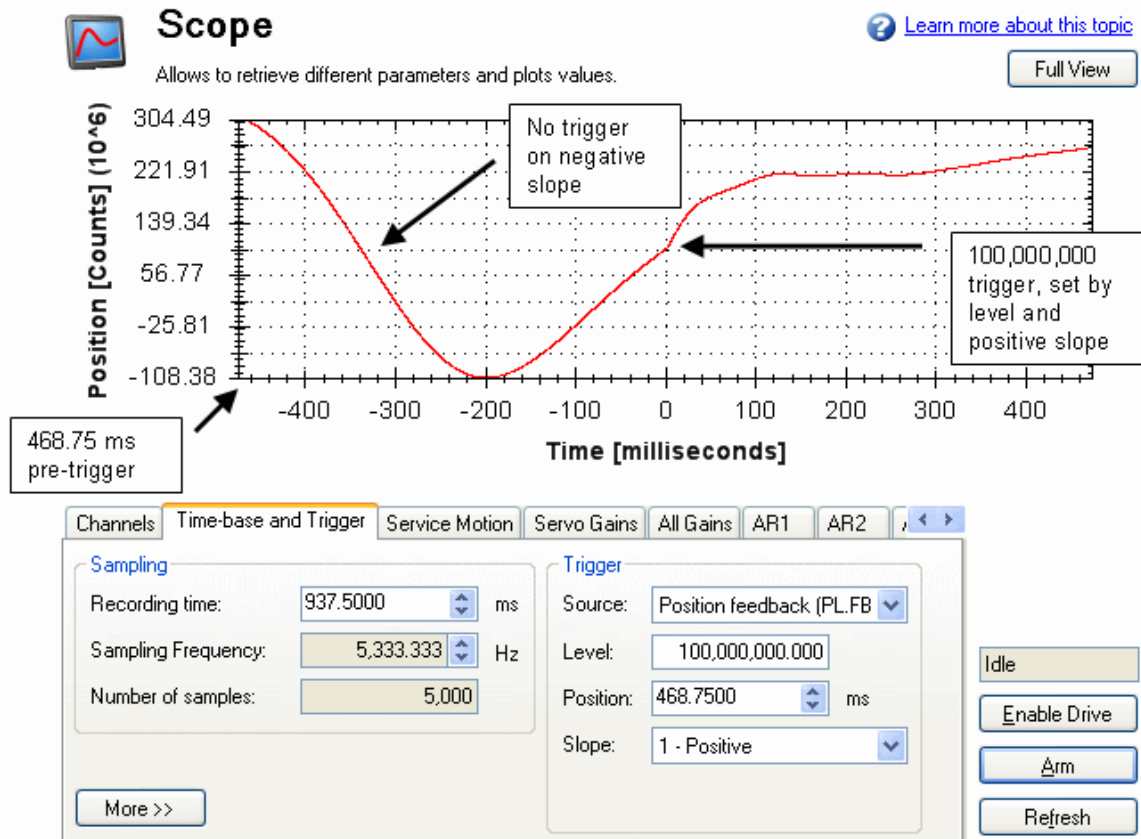 Scope
Learn more about this topic
Allows to retrieve different parameters and plots values.
Full View
Position [Counts] (10^6)
304.49
221.91
139.34
56.77
-25.81
-108.38
No trigger
on negative
slope
100,000,000
trigger, set by
level and
positive slope
468.75 ms
pre-trigger
-400 -300 -200 -100 0 100 200 300 400
Time [milliseconds]
Channels Time-base and Trigger Service Motion Servo Gains All Gains AR1 AR2
Sampling
Recording time: 937.5000 ms
Sampling Frequency: 5,333.333 Hz
Number of samples: 5,000
More >>
Trigger
Source: Position feedback (PL.FB
Level: 100,000,000.000
Position: 468.7500 ms
Slope: 1 - Positive
Idle
Enable Drive
Arm
Refresh